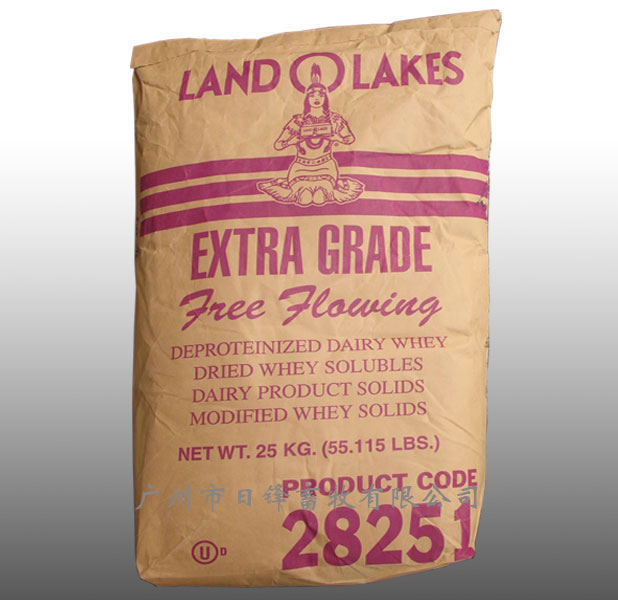 LAND O LAKES
EXTRA GRADE
Free Flowing
DEPROTEINIZED DAIRY WHEY
DRIED WHEY SOLUBLES
DAIRY PRODUCT SOLIDS
MODIFIED WHEY SOLIDS
NET WT. 25 KG. (55.115 LBS.)
PRODUCT CODE
广州市日锋畜牧有限公司
28251
U D